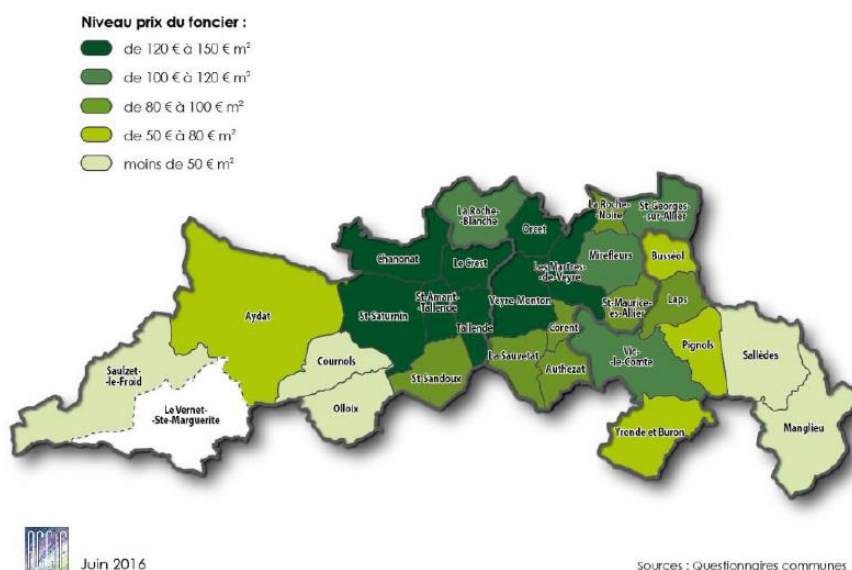 Niveau prix du foncier :
de 120 € à 150 € m²
de 100 € à 120 € m²
de 80 € à 100 € m²
de 50 € à 80 € m²
moins de 50 € m²
La Roche-
-Blanche
Orcet
La Roche-
-Noire
St-Georges-
-sur-Allier
Chanonat
Le Crest
Les Martres-
-de-Veyre
Mirefleurs
Busséol
Aydat
St-Saturnin
St-Amant-
-Tallende
Tallende
Veyre-Monton
St-Maurice-
-ès-Allier
Laps
Corent
Saulzet-
-le-Froid
Cournols
La Sauvetat
Authezat
Vic-
-le-Comte
Pignols
Sallèdes
Le Vernet-
-Ste-Marguerite
Olloix
St Sandoux
Yronde et Buron
Manglieu
Juin 2016
Sources : Questionnaires communes